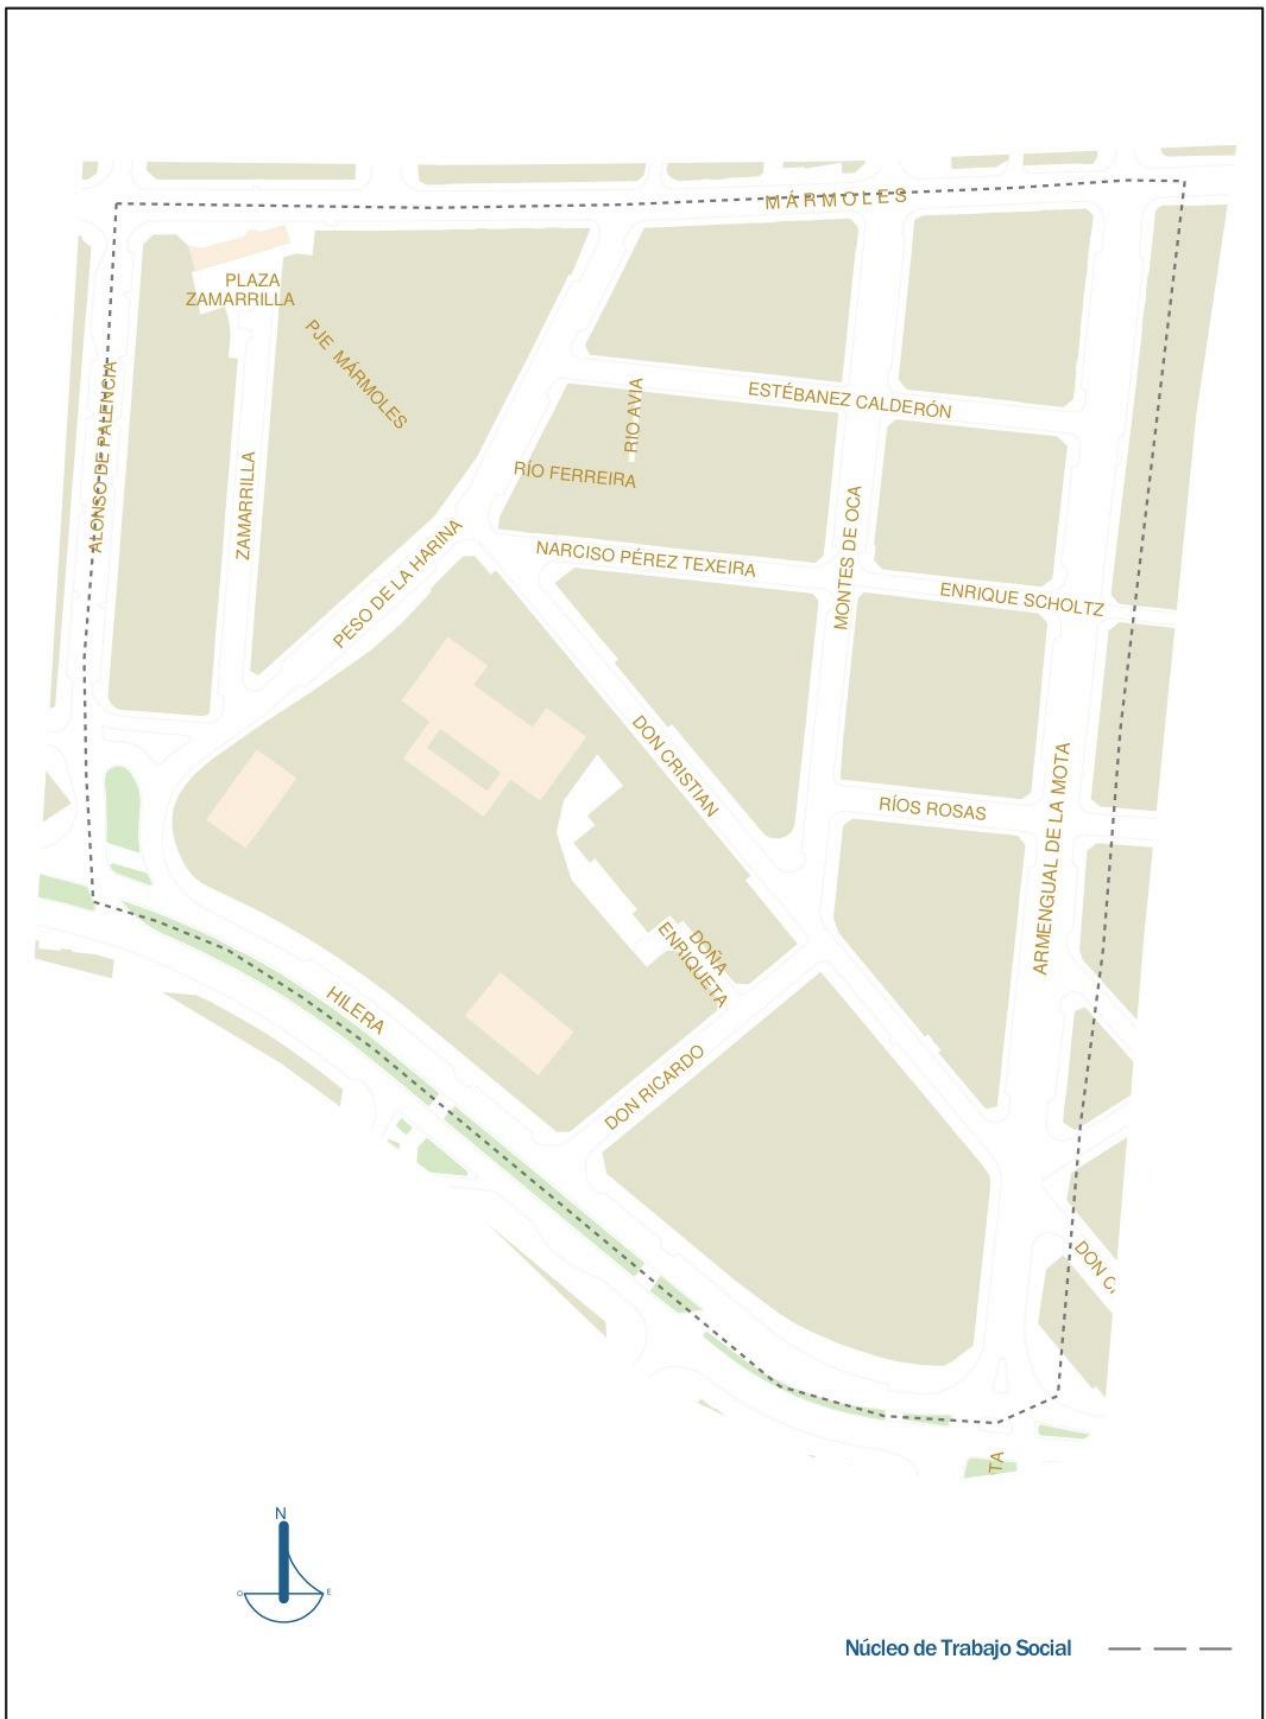 MÁRMOLES
PLAZA
ZAMARRILLA
PJE MÁRMOLES
ALONSO DE PALENCIA
ZAMARRILLA
RIO AVIA
ESTÉBANEZ CALDERÓN
RÍO FERREIRA
PESO DE LA HARINA
NARCISO PÉREZ TEXEIRA
MONTES DE OCA
ENRIQUE SCHOLTZ
DON CRISTIAN
RÍOS ROSAS
ARMENGUAL DE LA MOTA
DOÑA
ENRIQUETA
HILERA
DON RICARDO
DON C
TA
N
O
E
Núcleo de Trabajo Social